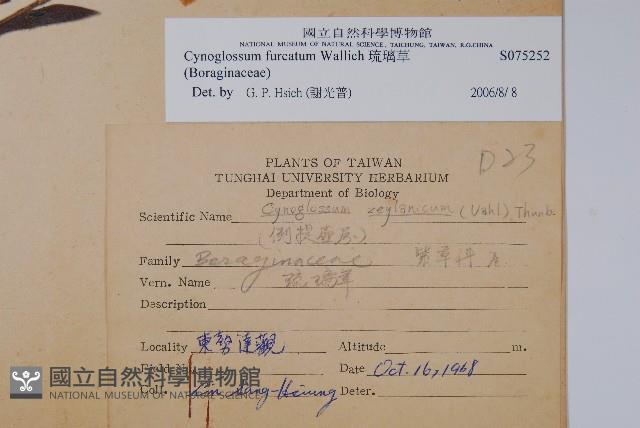 國立自然科學博物館
NATIONAL MUSEUM OF NATURAL SCIENCE, TAICHUNG, TAIWAN, R.O.CHINA
Cynoglossum furcatum Wallich 琉璃草 S075252
(Boraginaceae)
Det. by G. P. Hsieh (謝光普) 2006/8/ 8
D23
PLANTS OF TAIWAN
TUNGHAI UNIVERSITY HERBARIUM
Department of Biology
Scientific Name Cynoglossum zeylanicum (Vahl) Thunb.
(倒提壺屬)
Family Boraginaceae 紫草科
Vern. Name 琉璃草
Description
Locality 東勢達觀 Altitude m.
Field No. Date Oct. 16, 1968
Coll. Hsiung Deter.
國立自然科學博物館
NATIONAL MUSEUM OF NATURAL SCIENCE